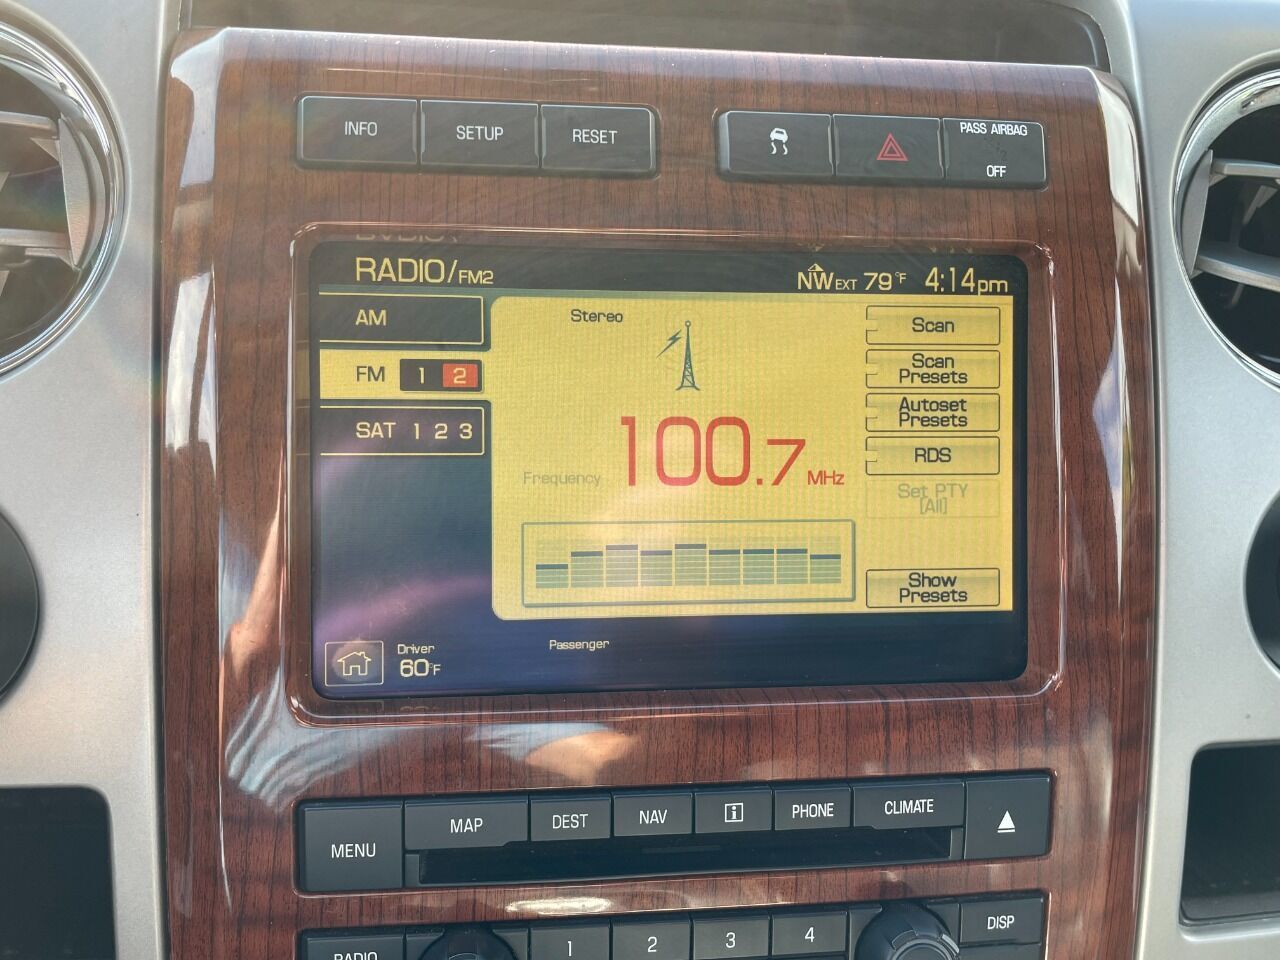 INFO SETUP RESET
PASS AIRBAG
OFF
RADIO/FM2 NW EXT 79°F 4:14pm
AM
FM 1 2
SAT 1 2 3
Stereo
Frequency 100.7 MHz
Scan
Scan
Presets
Autoset
Presets
RDS
Set PTY
[All]
Show
Presets
Driver
60°F
Passenger
MENU MAP DEST NAV i PHONE CLIMATE
RADIO 1 2 3 4 DISP